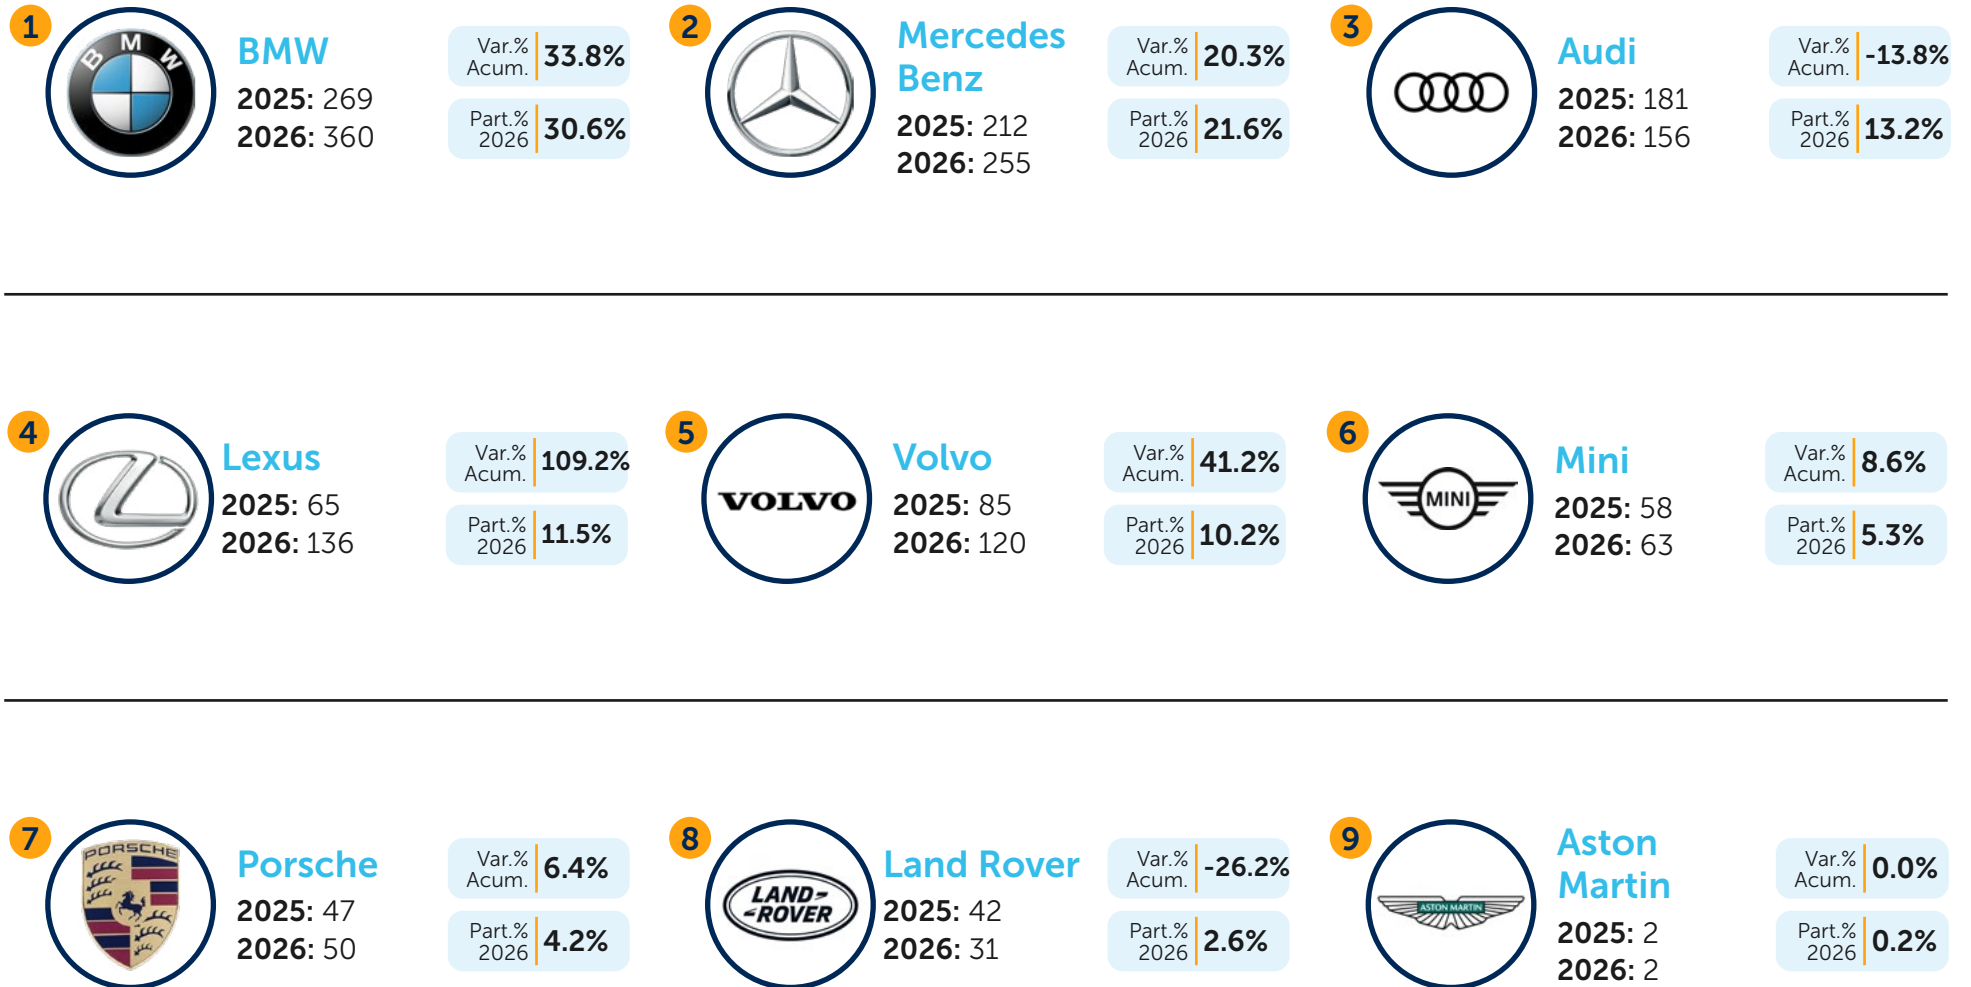 1
BMW
BMW
2025: 269
2026: 360
Var.%
Acum.
33.8%
Part.%
2026
30.6%
2
Mercedes
Benz
2025: 212
2026: 255
Var.%
Acum.
20.3%
Part.%
2026
21.6%
3
Audi
2025: 181
2026: 156
Var.%
Acum.
-13.8%
Part.%
2026
13.2%
4
Lexus
2025: 65
2026: 136
Var.%
Acum.
109.2%
Part.%
2026
11.5%
5
VOLVO
Volvo
2025: 85
2026: 120
Var.%
Acum.
41.2%
Part.%
2026
10.2%
6
MINI
Mini
2025: 58
2026: 63
Var.%
Acum.
8.6%
Part.%
2026
5.3%
7
PORSCHE
Porsche
2025: 47
2026: 50
Var.%
Acum.
6.4%
Part.%
2026
4.2%
8
LAND-
-ROVER
Land Rover
2025: 42
2026: 31
Var.%
Acum.
-26.2%
Part.%
2026
2.6%
9
ASTON MARTIN
Aston
Martin
2025: 2
2026: 2
Var.%
Acum.
0.0%
Part.%
2026
0.2%